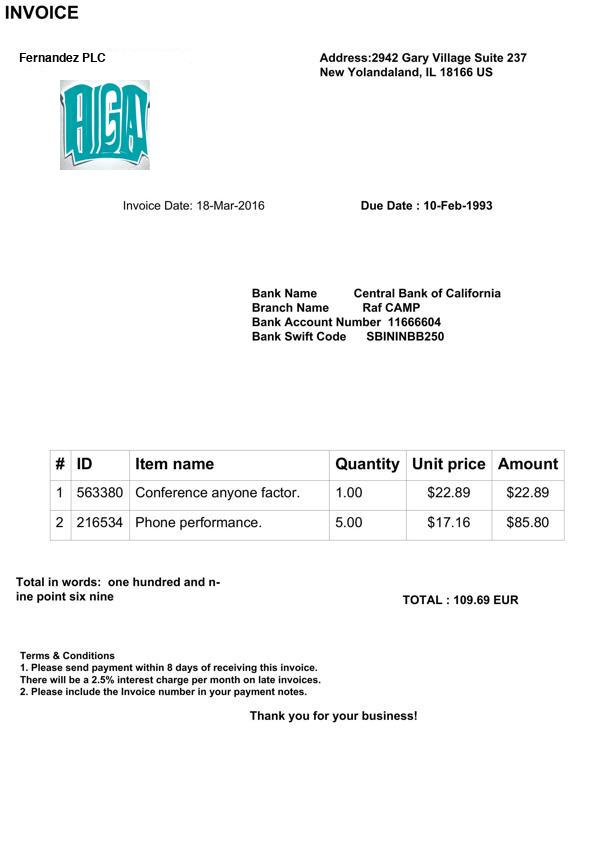 INVOICE
Fernandez PLC
Address:2942 Gary Village Suite 237
New Yolandaland, IL 18166 US
HGA
Invoice Date: 18-Mar-2016
Due Date : 10-Feb-1993
Bank Name Central Bank of California
Branch Name Raf CAMP
Bank Account Number 11666604
Bank Swift Code SBININBB250
# ID Item name Quantity Unit price Amount
1 563380 Conference anyone factor. 1.00 $22.89 $22.89
2 216534 Phone performance. 5.00 $17.16 $85.80
Total in words: one hundred and n-
ine point six nine
TOTAL : 109.69 EUR
Terms & Conditions
1. Please send payment within 8 days of receiving this invoice.
There will be a 2.5% interest charge per month on late invoices.
2. Please include the Invoice number in your payment notes.
Thank you for your business!